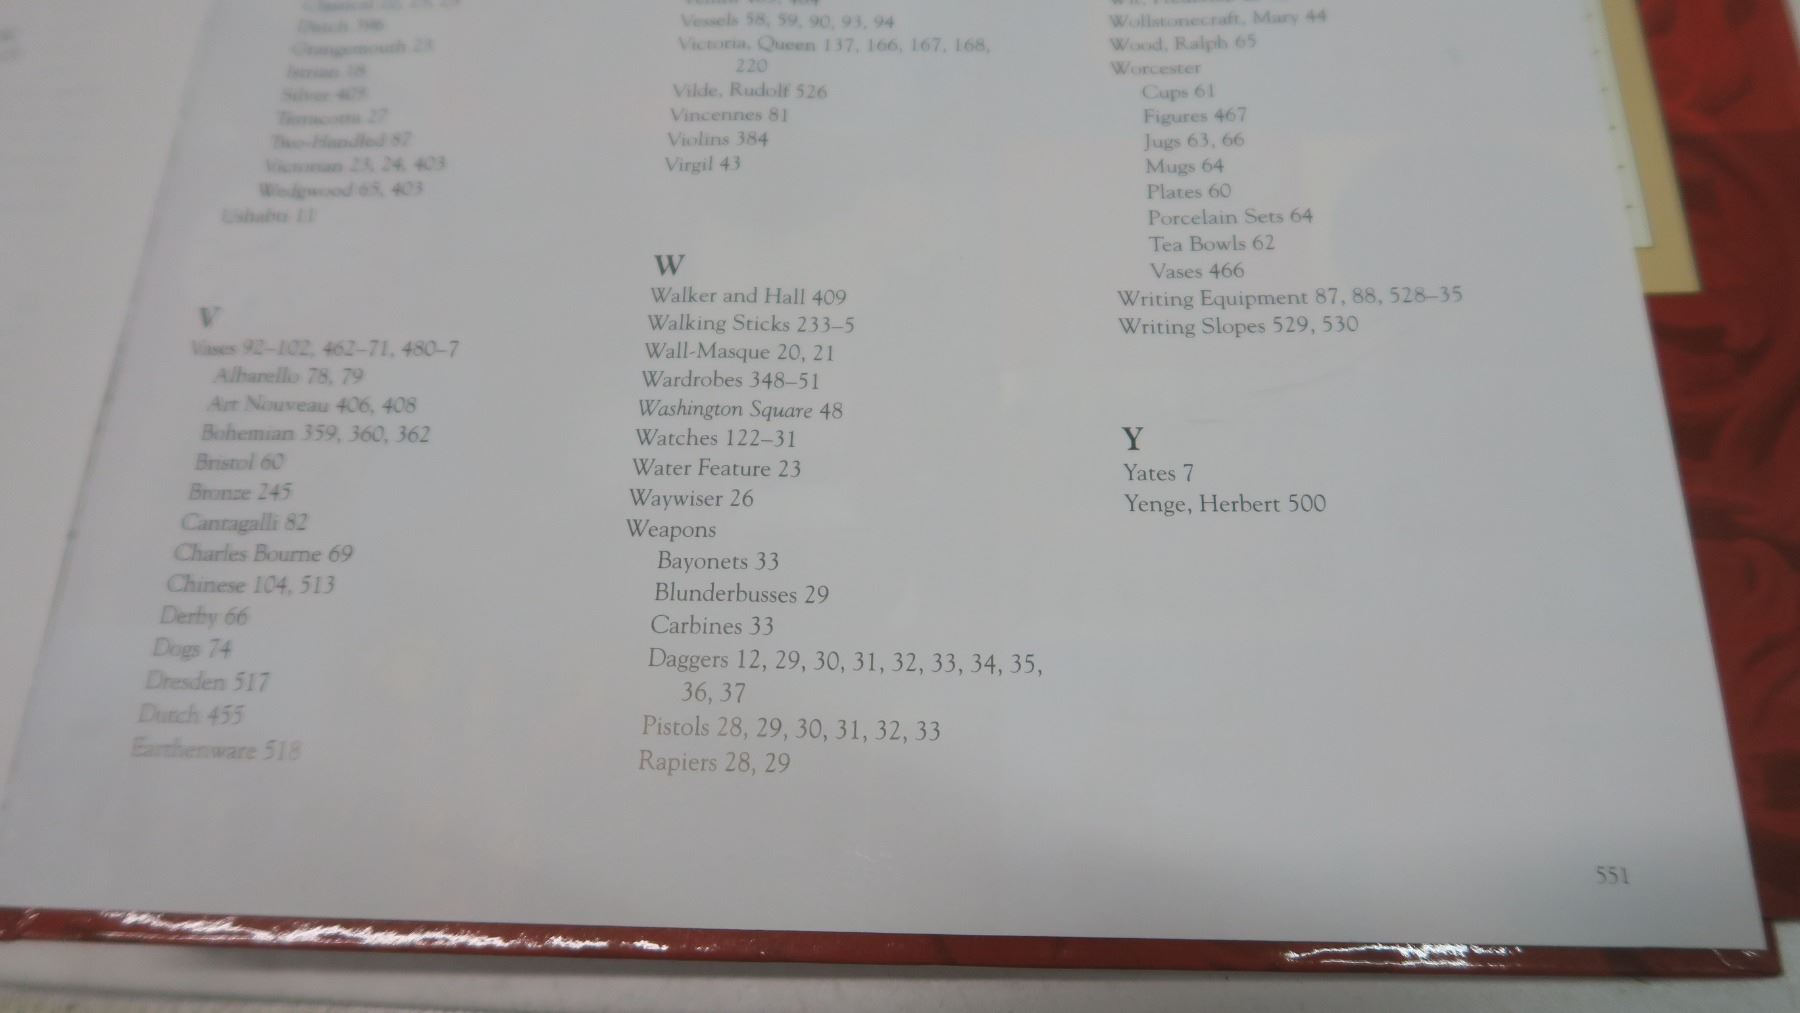 Dutch 396
Grangemouth 23
Istrian 18
Silver 407
Terracotta 27
Two-Handled 87
Victorian 23, 24, 403
Wedgwood 65, 403
Ushabti 11
V
Vases 92–102, 462–71, 480–7
Albarello 78, 79
Art Nouveau 406, 408
Bohemian 359, 360, 362
Bristol 60
Bronze 245
Cantagalli 82
Charles Bourne 69
Chinese 104, 513
Derby 66
Dogs 74
Dresden 517
Dutch 455
Earthenware 518
Vessels 58, 59, 90, 93, 94
Victoria, Queen 137, 166, 167, 168,
220
Vilde, Rudolf 526
Vincennes 81
Violins 384
Virgil 43
W
Walker and Hall 409
Walking Sticks 233–5
Wall-Masque 20, 21
Wardrobes 348–51
Washington Square 48
Watches 122–31
Water Feature 23
Waywiser 26
Weapons
Bayonets 33
Blunderbusses 29
Carbines 33
Daggers 12, 29, 30, 31, 32, 33, 34, 35,
36, 37
Pistols 28, 29, 30, 31, 32, 33
Rapiers 28, 29
Wollstonecraft, Mary 44
Wood, Ralph 65
Worcester
Cups 61
Figures 467
Jugs 63, 66
Mugs 64
Plates 60
Porcelain Sets 64
Tea Bowls 62
Vases 466
Writing Equipment 87, 88, 528–35
Writing Slopes 529, 530
Y
Yates 7
Yenge, Herbert 500
551